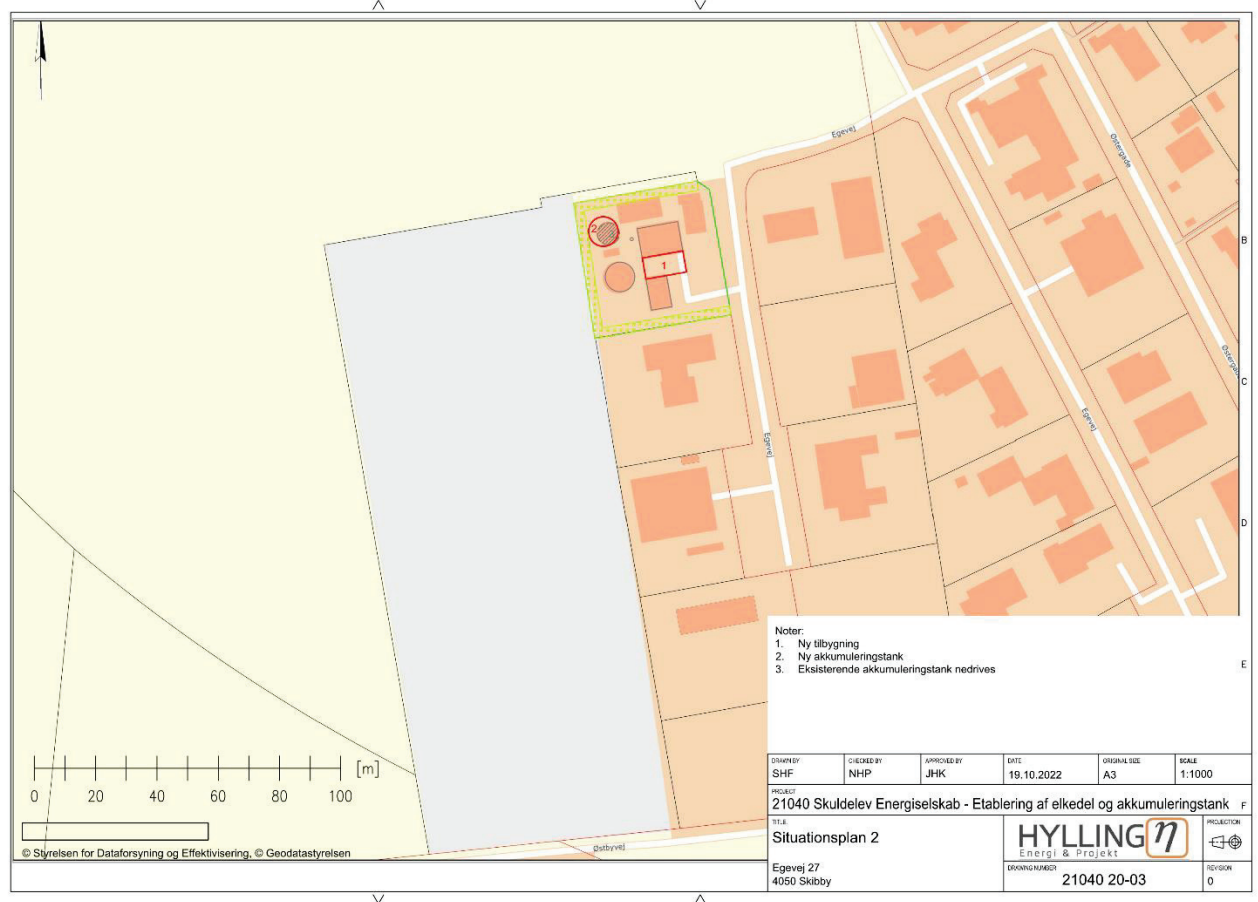 Egevej
Østergade
B
2
1
Østergade
C
Egevej
Egevej
D
Noter:
1. Ny tilbygning
2. Ny akkumuleringstank
3. Eksisterende akkumuleringstank nedrives
E
[m]
0 20 40 60 80 100
© Styrelsen for Dataforsyning og Effektivisering, © Geodatastyrelsen
Østbyvej
DRAWN BY CHECKED BY APPROVED BY DATE ORIGINAL SIZE SCALE
SHF NHP JHK 19.10.2022 A3 1:1000
PROJECT
21040 Skuldelev Energiselskab - Etablering af elkedel og akkumuleringstank F
TITLE
Situationsplan 2
Egevej 27
4050 Skibby
HYLLING η
Energi & Projekt
PROJECTION
DRAWING NUMBER
21040 20-03
REVISION
0